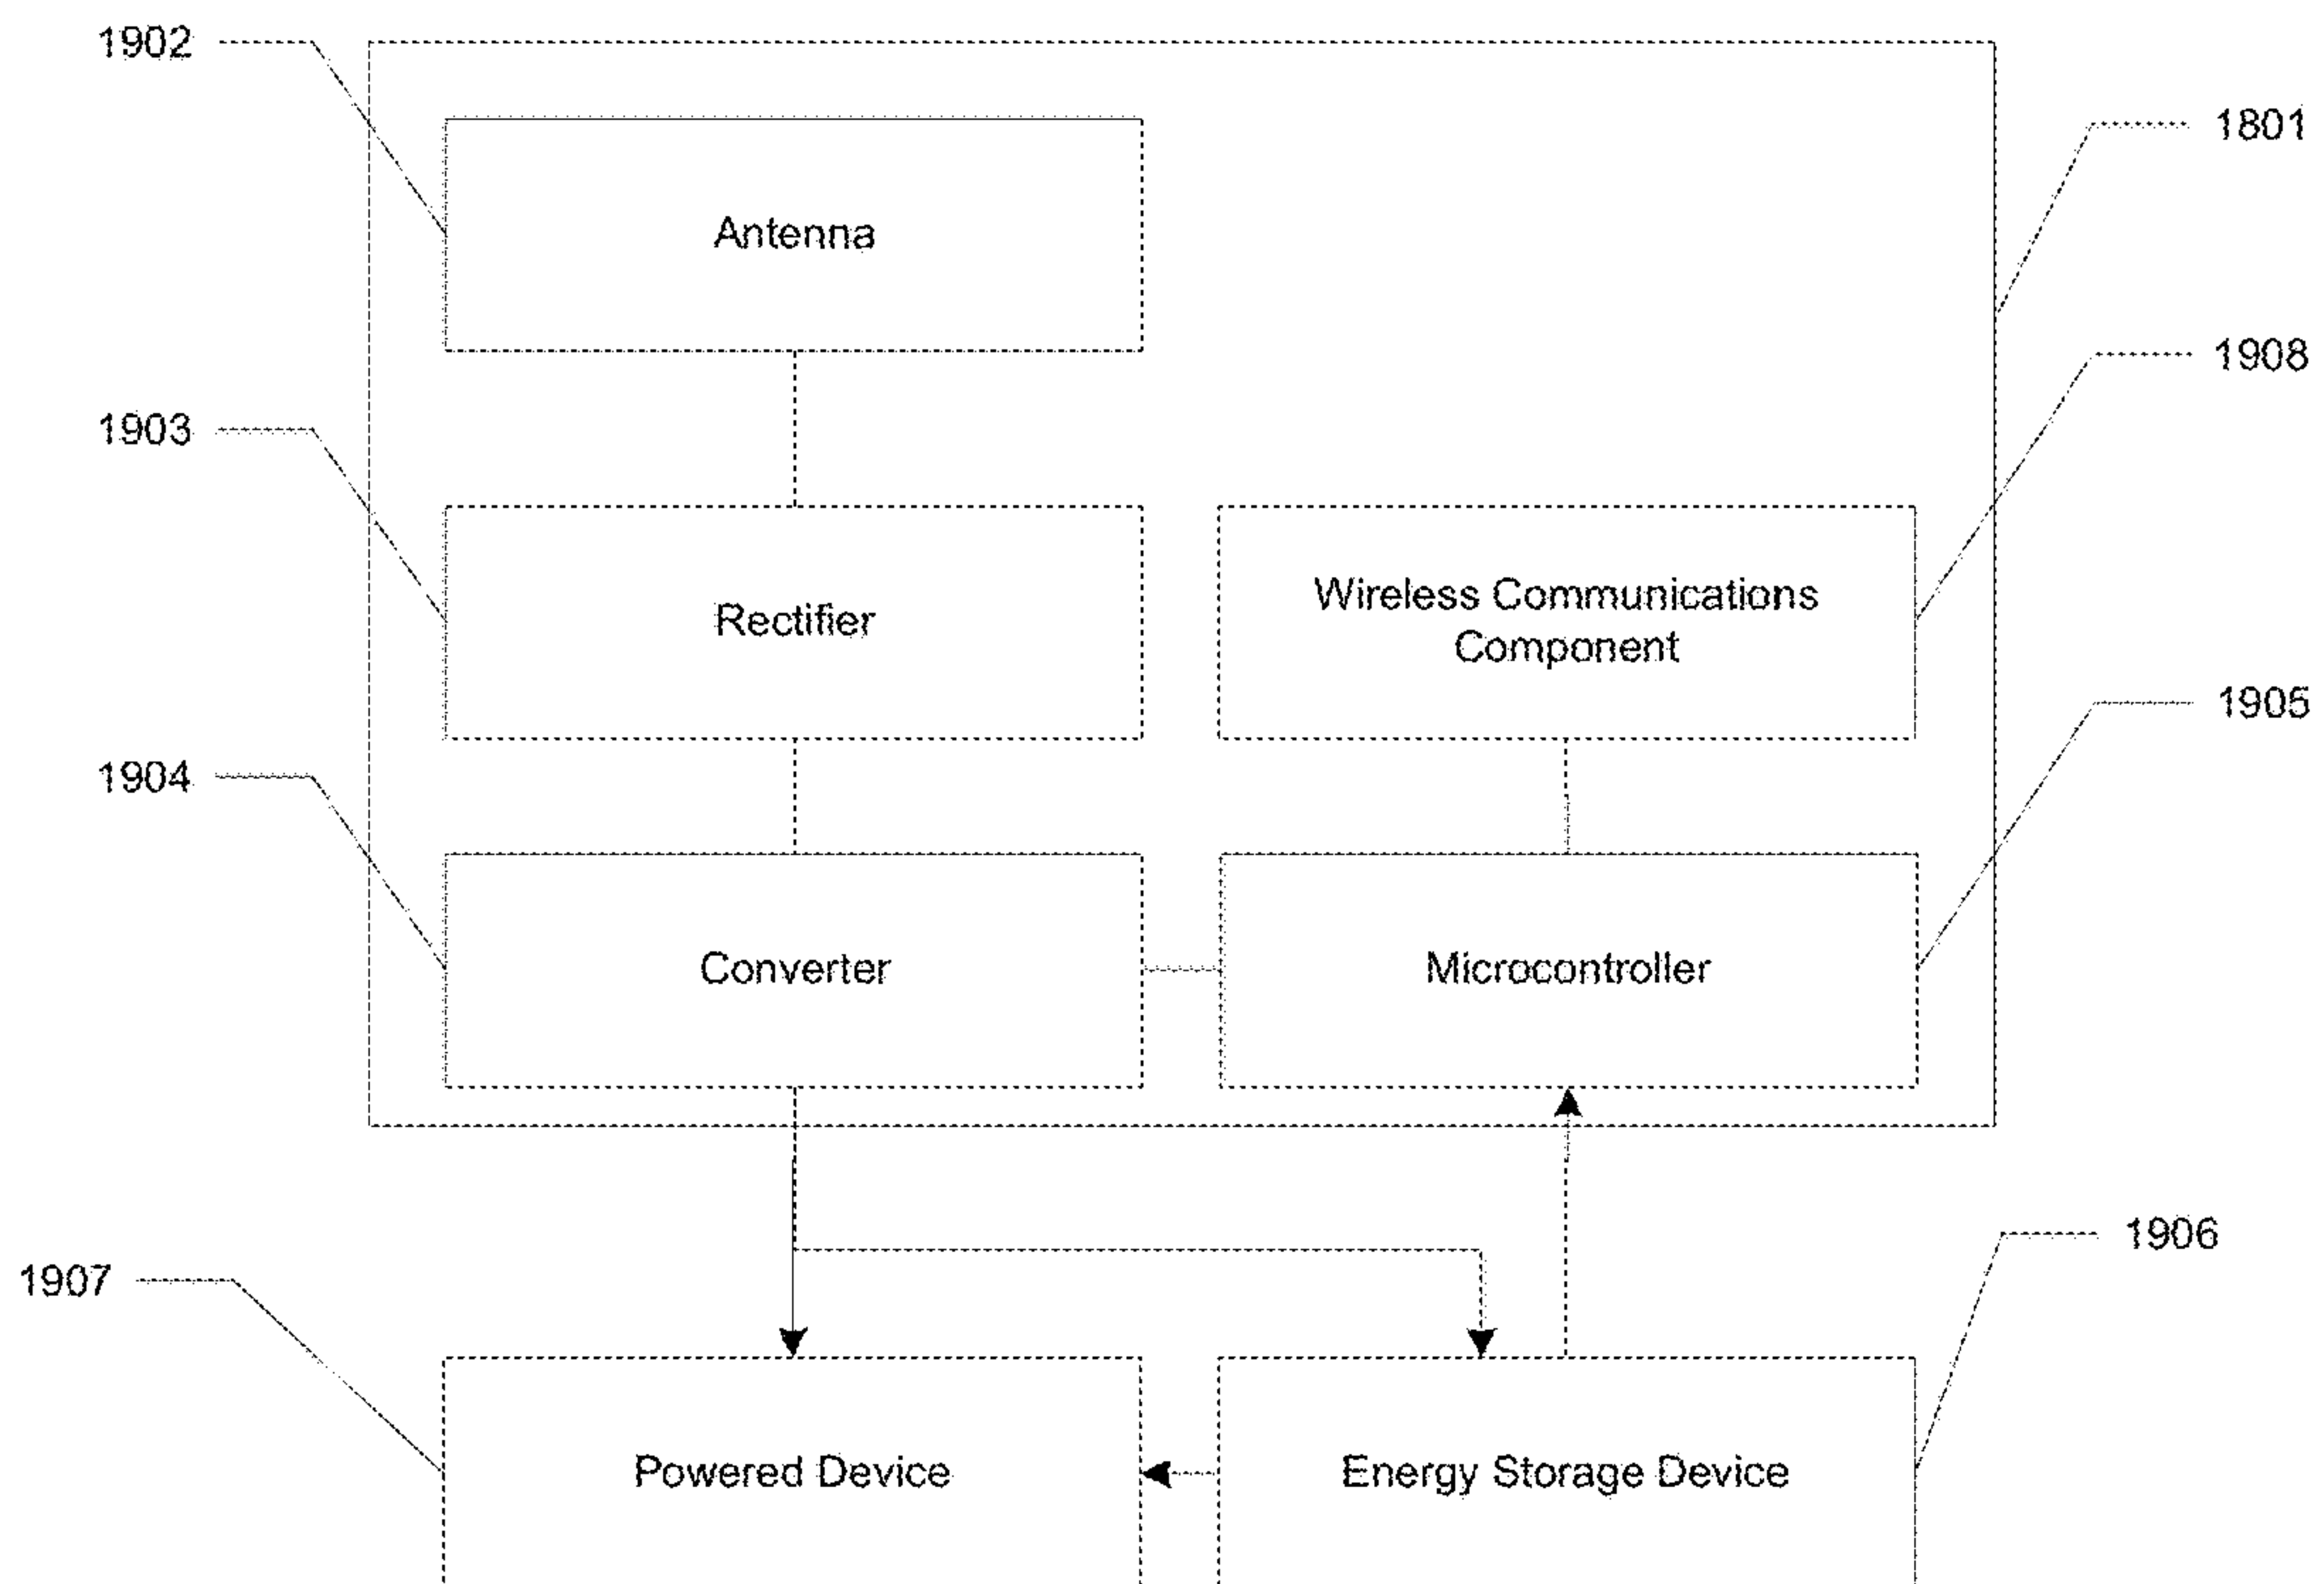 1902
1801
Antenna
1908
1903
Rectifier
Wireless Communications
Component
1905
1904
Converter
Microcontroller
1906
1907
Powered Device
Energy Storage Device